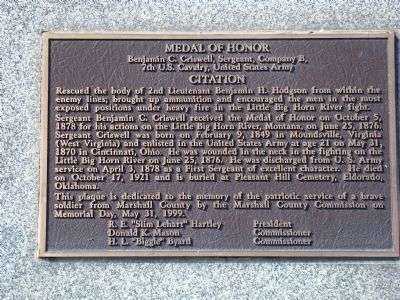 MEDAL OF HONOR
Benjamin C. Criswell, Sergeant, Company B,
7th U.S. Cavalry, United States Army
CITATION
Rescued the body of 2nd Lieutenant Benjamin H. Hodgson from within the
enemy lines; brought up ammunition and encouraged the men in the most
exposed positions under heavy fire in the Little Big Horn River fight.
Sergeant Benjamin C. Criswell received the Medal of Honor on October 5,
1878 for his actions on the Little Big Horn River, Montana, on June 25, 1876.
Sergeant Criswell was born on February 9, 1849 in Moundsville, Virginia
(West Virginia) and enlisted in the United States Army at age 21 on May 31,
1870 in Cincinnati, Ohio. He was wounded in the neck in the fighting on the
Little Big Horn River on June 25, 1876. He was discharged from U. S. Army
service on April 3, 1878 as a First Sergeant of excellent character. He died
on October 17, 1921 and is buried at Pleasant Hill Cemetery, Eldorado,
Oklahoma.
This plaque is dedicated to the memory of the patriotic service of a brave
soldier from Marshall County by the Marshall County Commission on
Memorial Day, May 31, 1999.
R. E. "Slim Lehart" Hartley President
Donald K. Mason Commissioner
H. L. "Biggie" Byard Commissioner